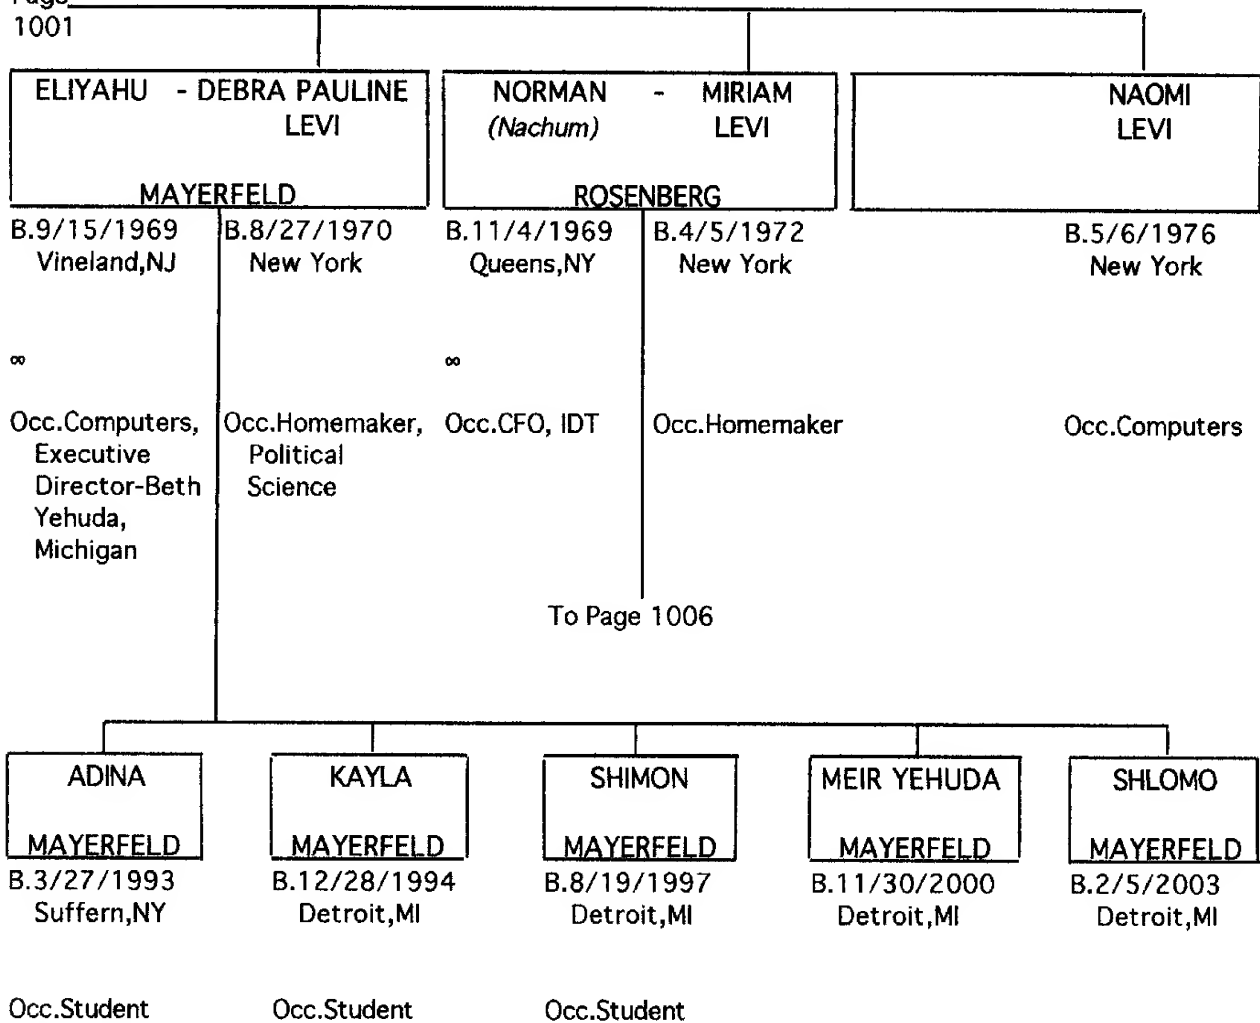 Page
1001
ELIYAHU - DEBRA PAULINE
LEVI
MAYERFELD
B.9/15/1969
Vineland,NJ
B.8/27/1970
New York
∞
Occ.Computers,
Executive
Director-Beth
Yehuda,
Michigan
Occ.Homemaker,
Political
Science
NORMAN - MIRIAM
(Nachum) LEVI
ROSENBERG
B.11/4/1969
Queens,NY
B.4/5/1972
New York
∞
Occ.CFO, IDT
Occ.Homemaker
To Page 1006
NAOMI
LEVI
B.5/6/1976
New York
Occ.Computers
ADINA
MAYERFELD
B.3/27/1993
Suffern,NY
Occ.Student
KAYLA
MAYERFELD
B.12/28/1994
Detroit,MI
Occ.Student
SHIMON
MAYERFELD
B.8/19/1997
Detroit,MI
Occ.Student
MEIR YEHUDA
MAYERFELD
B.11/30/2000
Detroit,MI
SHLOMO
MAYERFELD
B.2/5/2003
Detroit,MI